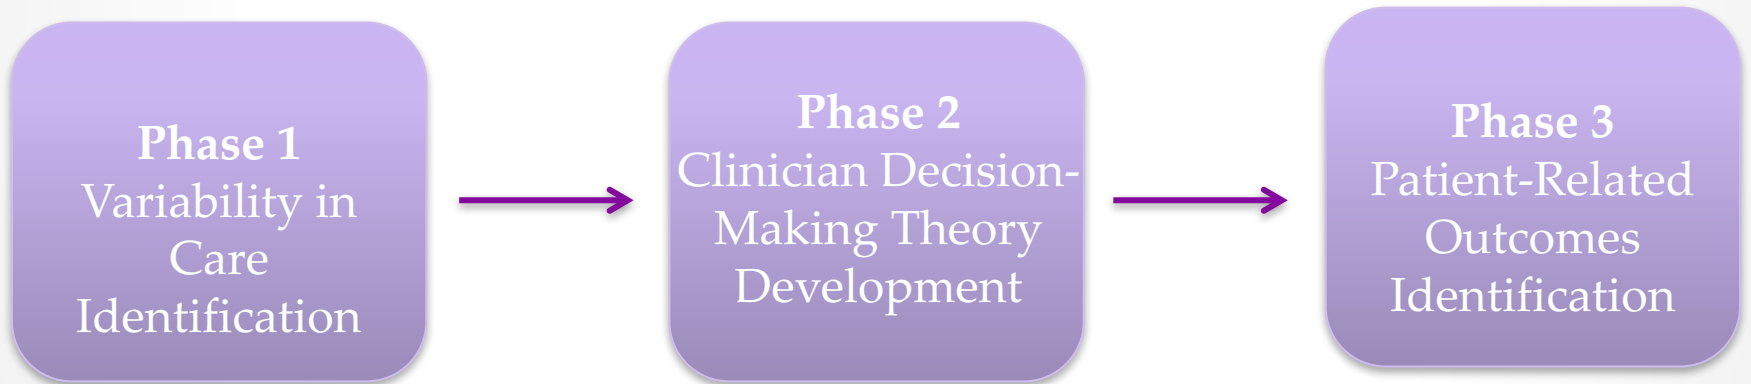 Phase 1
Variability in
Care
Identification
Phase 2
Clinician Decision-
Making Theory
Development
Phase 3
Patient-Related
Outcomes
Identification